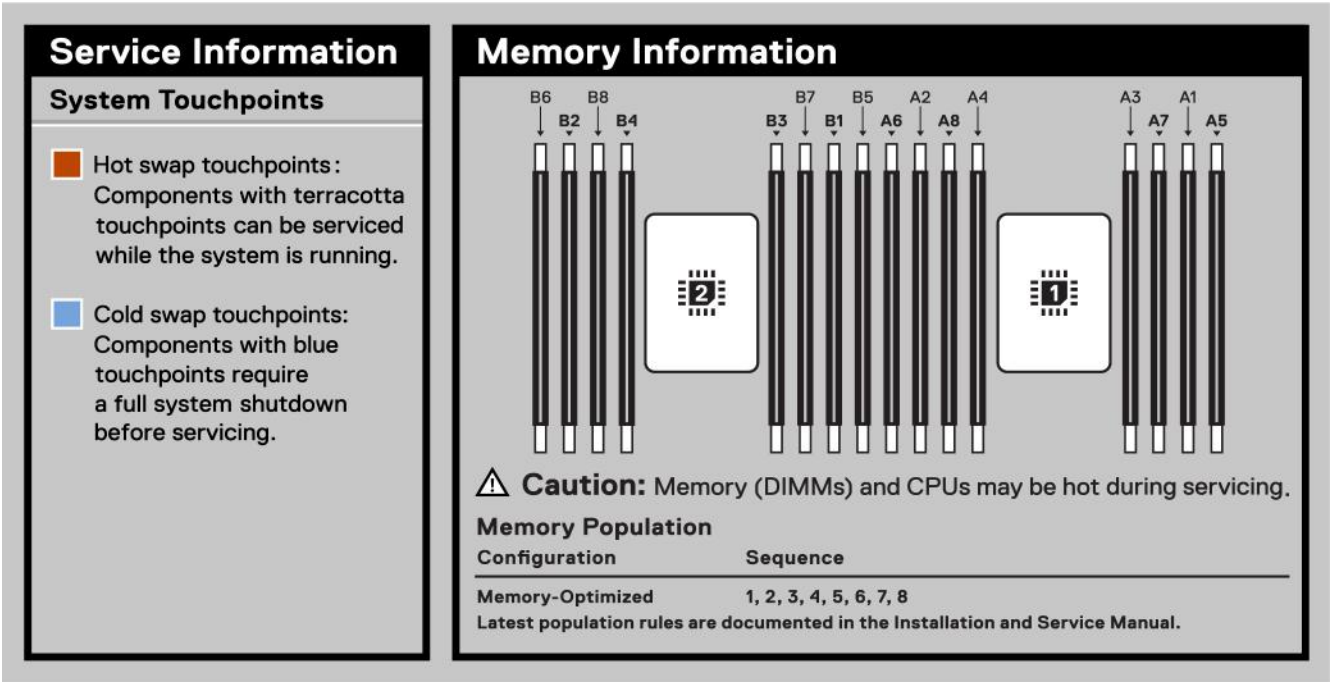 Service Information
System Touchpoints
Hot swap touchpoints:
Components with terracotta
touchpoints can be serviced
while the system is running.
Cold swap touchpoints:
Components with blue
touchpoints require
a full system shutdown
before servicing.
Memory Information
B6 B8 B7 B5 A2 A4 A3 A1
B2 B4 B3 B1 A6 A8 A7 A5
2 1
Caution: Memory (DIMMs) and CPUs may be hot during servicing.
Memory Population
Configuration Sequence
Memory-Optimized 1, 2, 3, 4, 5, 6, 7, 8
Latest population rules are documented in the Installation and Service Manual.